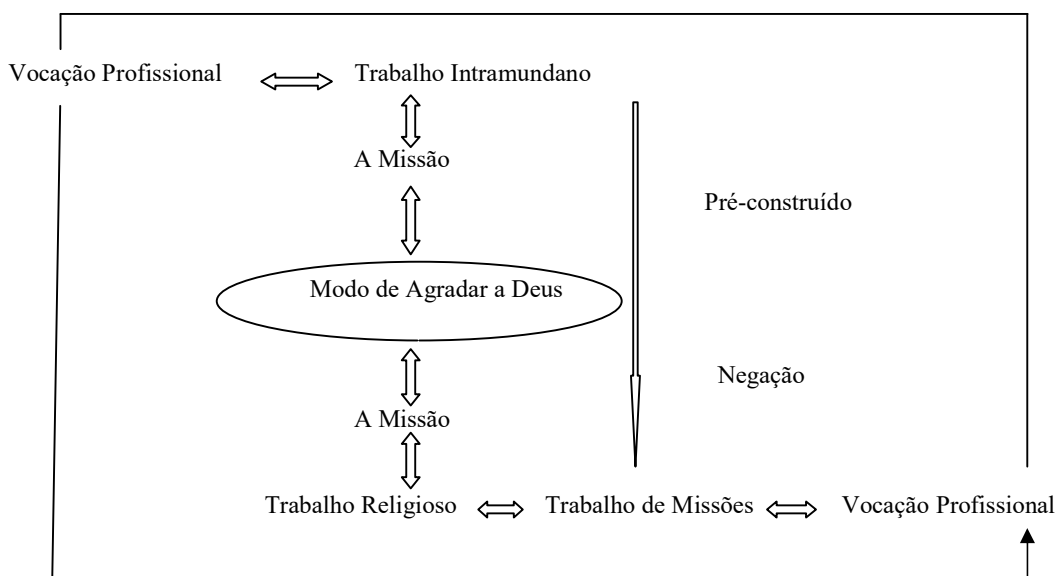 Vocação Profissional Trabalho Intramundano
A Missão
Pré-construído
Modo de Agradar a Deus
Negação
A Missão
Trabalho Religioso Trabalho de Missões Vocação Profissional